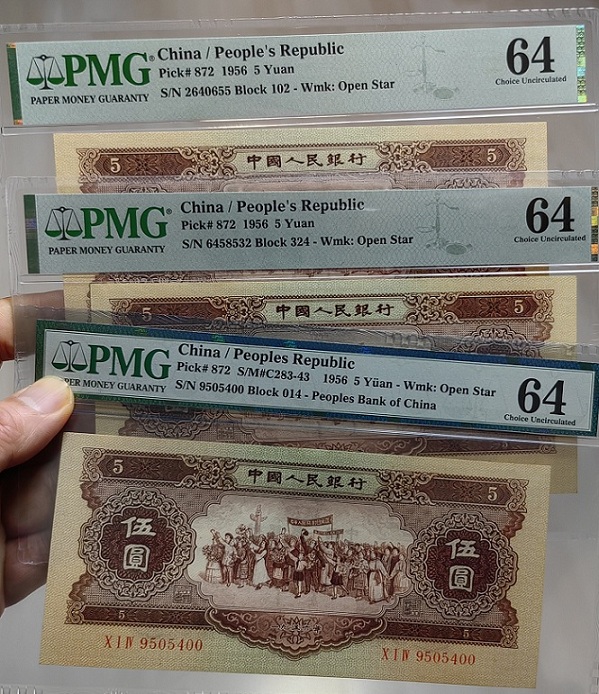 PMG
PAPER MONEY GUARANTY
China / People's Republic
Pick# 872 1956 5 Yuan
S/N 2640655 Block 102 - Wmk: Open Star
64
Choice Uncirculated
5 中國人民銀行 5
PMG
PAPER MONEY GUARANTY
China / People's Republic
Pick# 872 1956 5 Yuan
S/N 6458532 Block 324 - Wmk: Open Star
64
Choice Uncirculated
中國人民銀行 5
PMG
ER MONEY GUARANTY
China / Peoples Republic
Pick# 872 S/M#C283-43 1956 5 Yüan - Wmk: Open Star
S/N 9505400 Block 014 - Peoples Bank of China
64
Choice Uncirculated
5 中國人民銀行 5
伍圓 伍圓
5 5
XIIV 9505400
XIIV 9505400